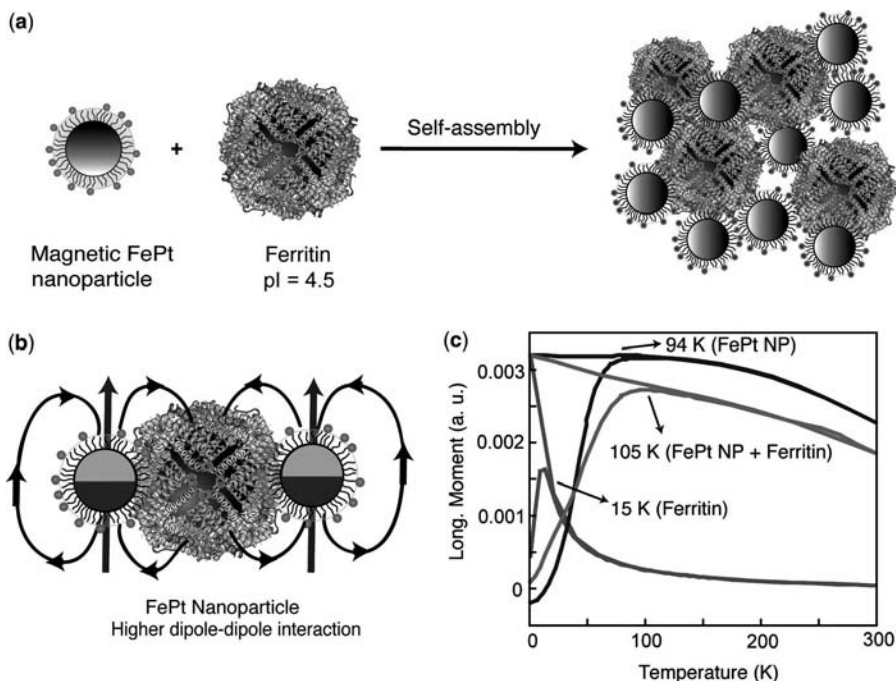 (a)
+
Self-assembly
Magnetic FePt
nanoparticle
Ferritin
pI = 4.5
(b)
FePt Nanoparticle
Higher dipole-dipole interaction
(c)
Long. Moment (a. u.)
0.003
0.002
0.001
0
94 K (FePt NP)
105 K (FePt NP + Ferritin)
15 K (Ferritin)
0
100
200
300
Temperature (K)